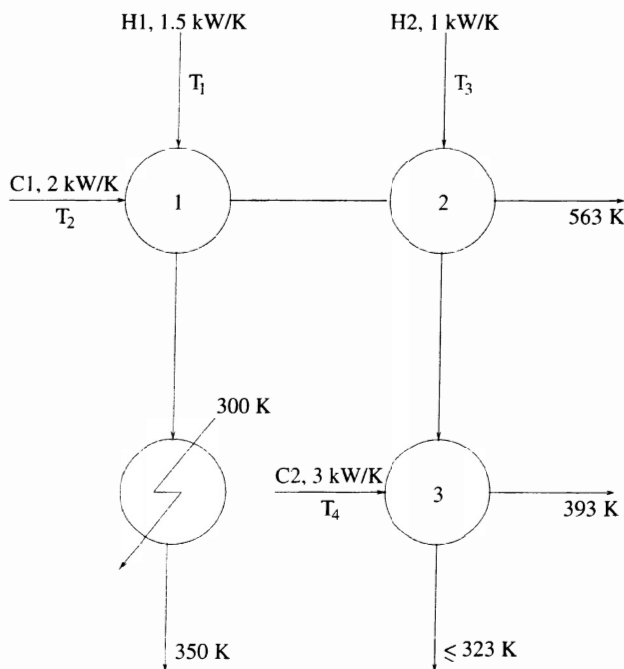 H1, 1.5 kW/K
H2, 1 kW/K
T1
T3
C1, 2 kW/K
T2
1
2
563 K
300 K
C2, 3 kW/K
T4
3
393 K
350 K
≤ 323 K